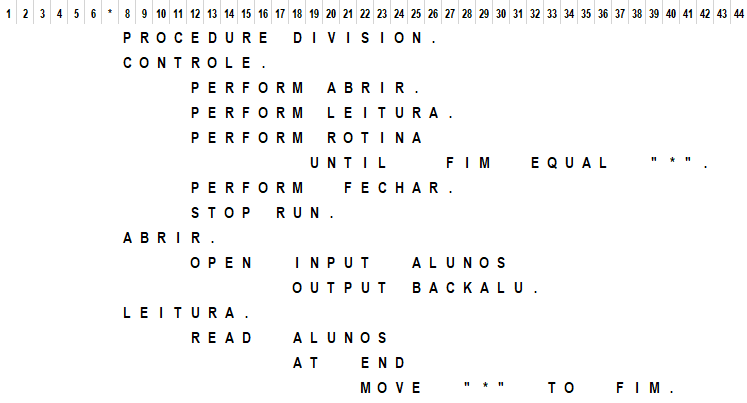 1 2 3 4 5 6 * 8 9 10 11 12 13 14 15 16 17 18 19 20 21 22 23 24 25 26 27 28 29 30 31 32 33 34 35 36 37 38 39 40 41 42 43 44
PROCEDURE DIVISION.
CONTROLE.
PERFORM ABRIR.
PERFORM LEITURA.
PERFORM ROTINA
UNTIL FIM EQUAL "*".
PERFORM FECHAR.
STOP RUN.
ABRIR.
OPEN INPUT ALUNOS
OUTPUT BACKALU.
LEITURA.
READ ALUNOS
AT END
MOVE "*" TO FIM.